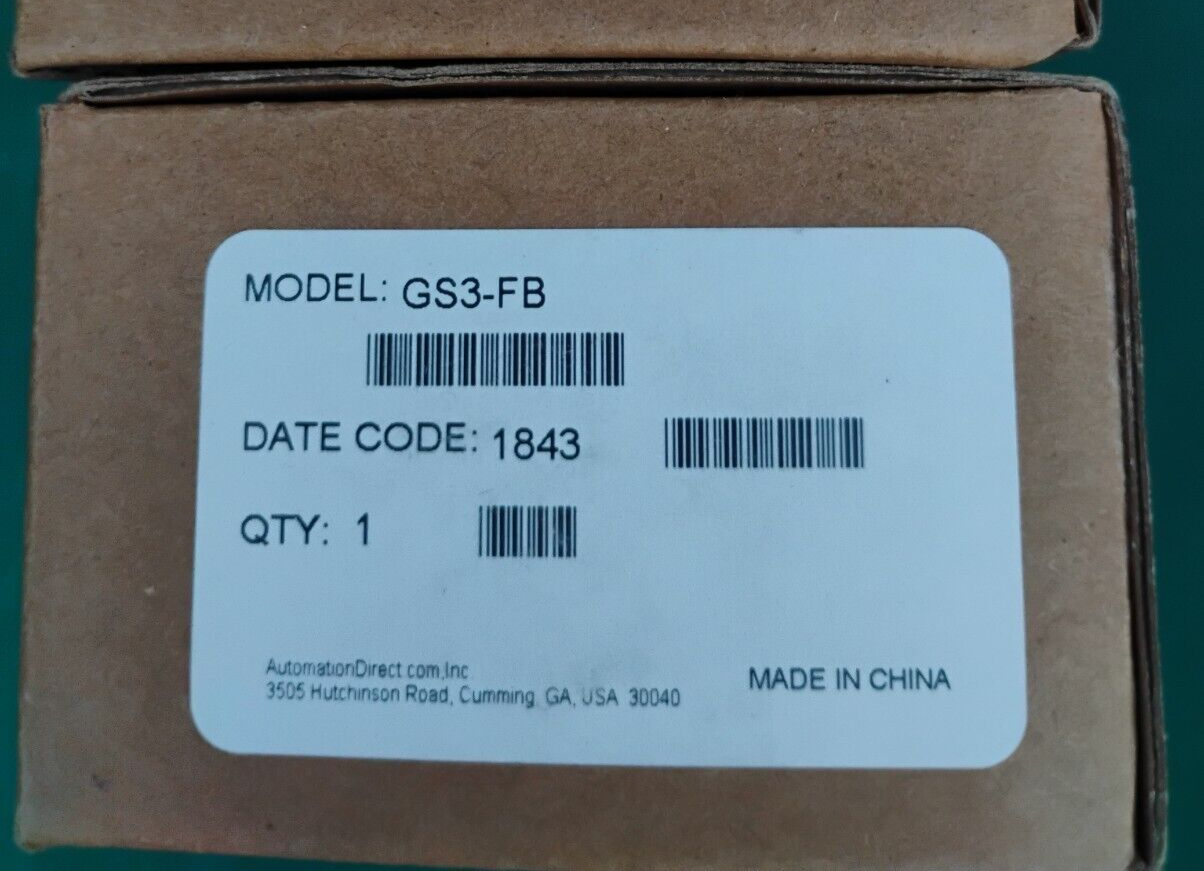 MODEL: GS3-FB
DATE CODE: 1843
QTY: 1
AutomationDirect.com,Inc
3505 Hutchinson Road, Cumming, GA, USA 30040
MADE IN CHINA